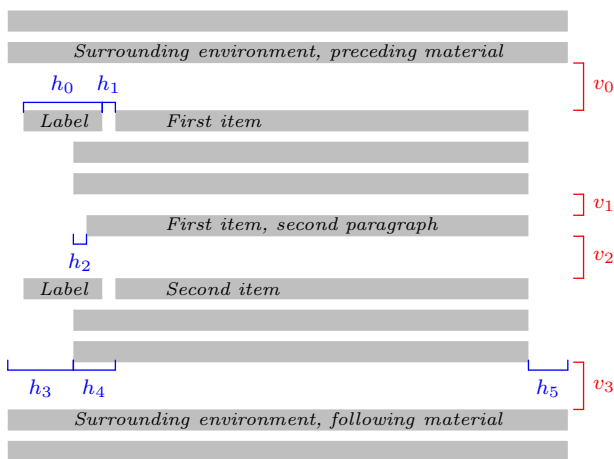 Surrounding environment, preceding material
v0
h0 h1
Label First item
v1
First item, second paragraph
h2
v2
Label Second item
h3 h4 h5
v3
Surrounding environment, following material